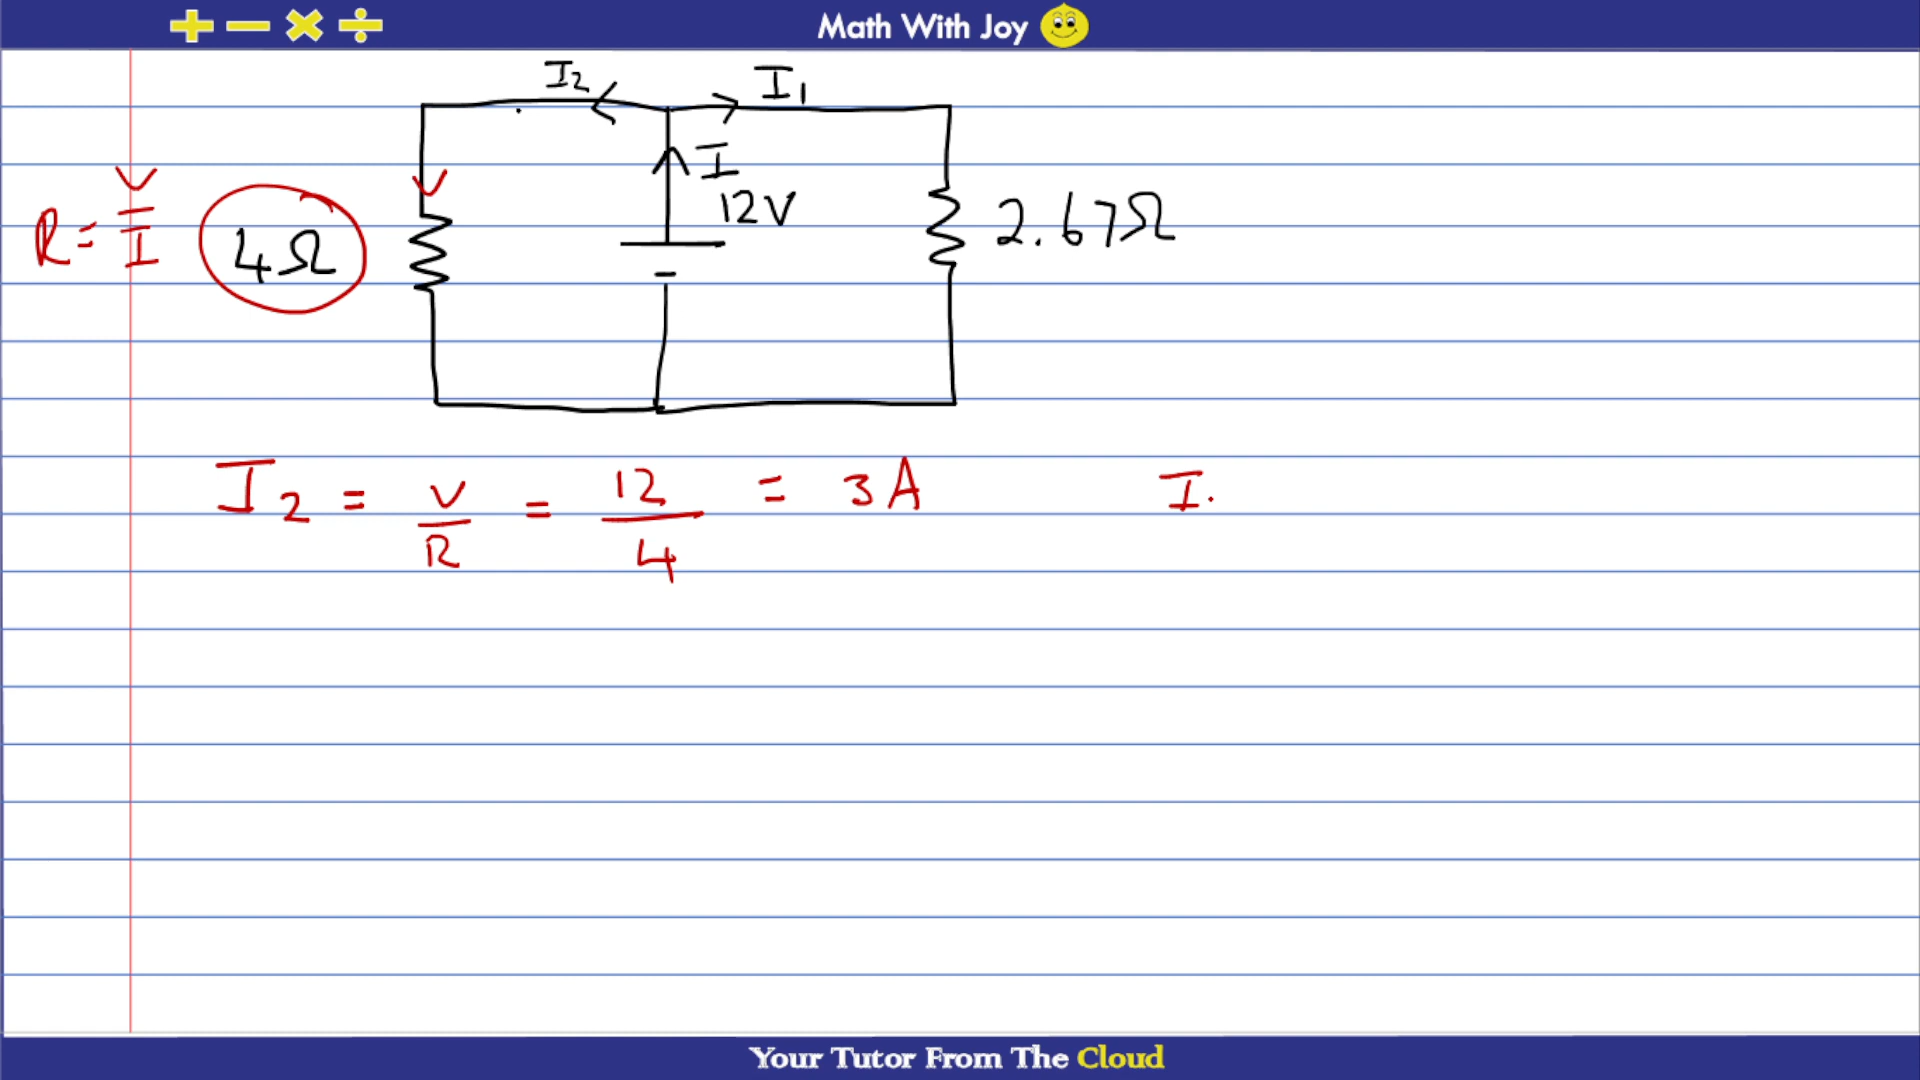 + − × ÷ Math With Joy
I₂ I₁
I
12V
R = V/I 4Ω 2.67Ω
I₂ = V/R = 12/4 = 3A I.
Your Tutor From The Cloud